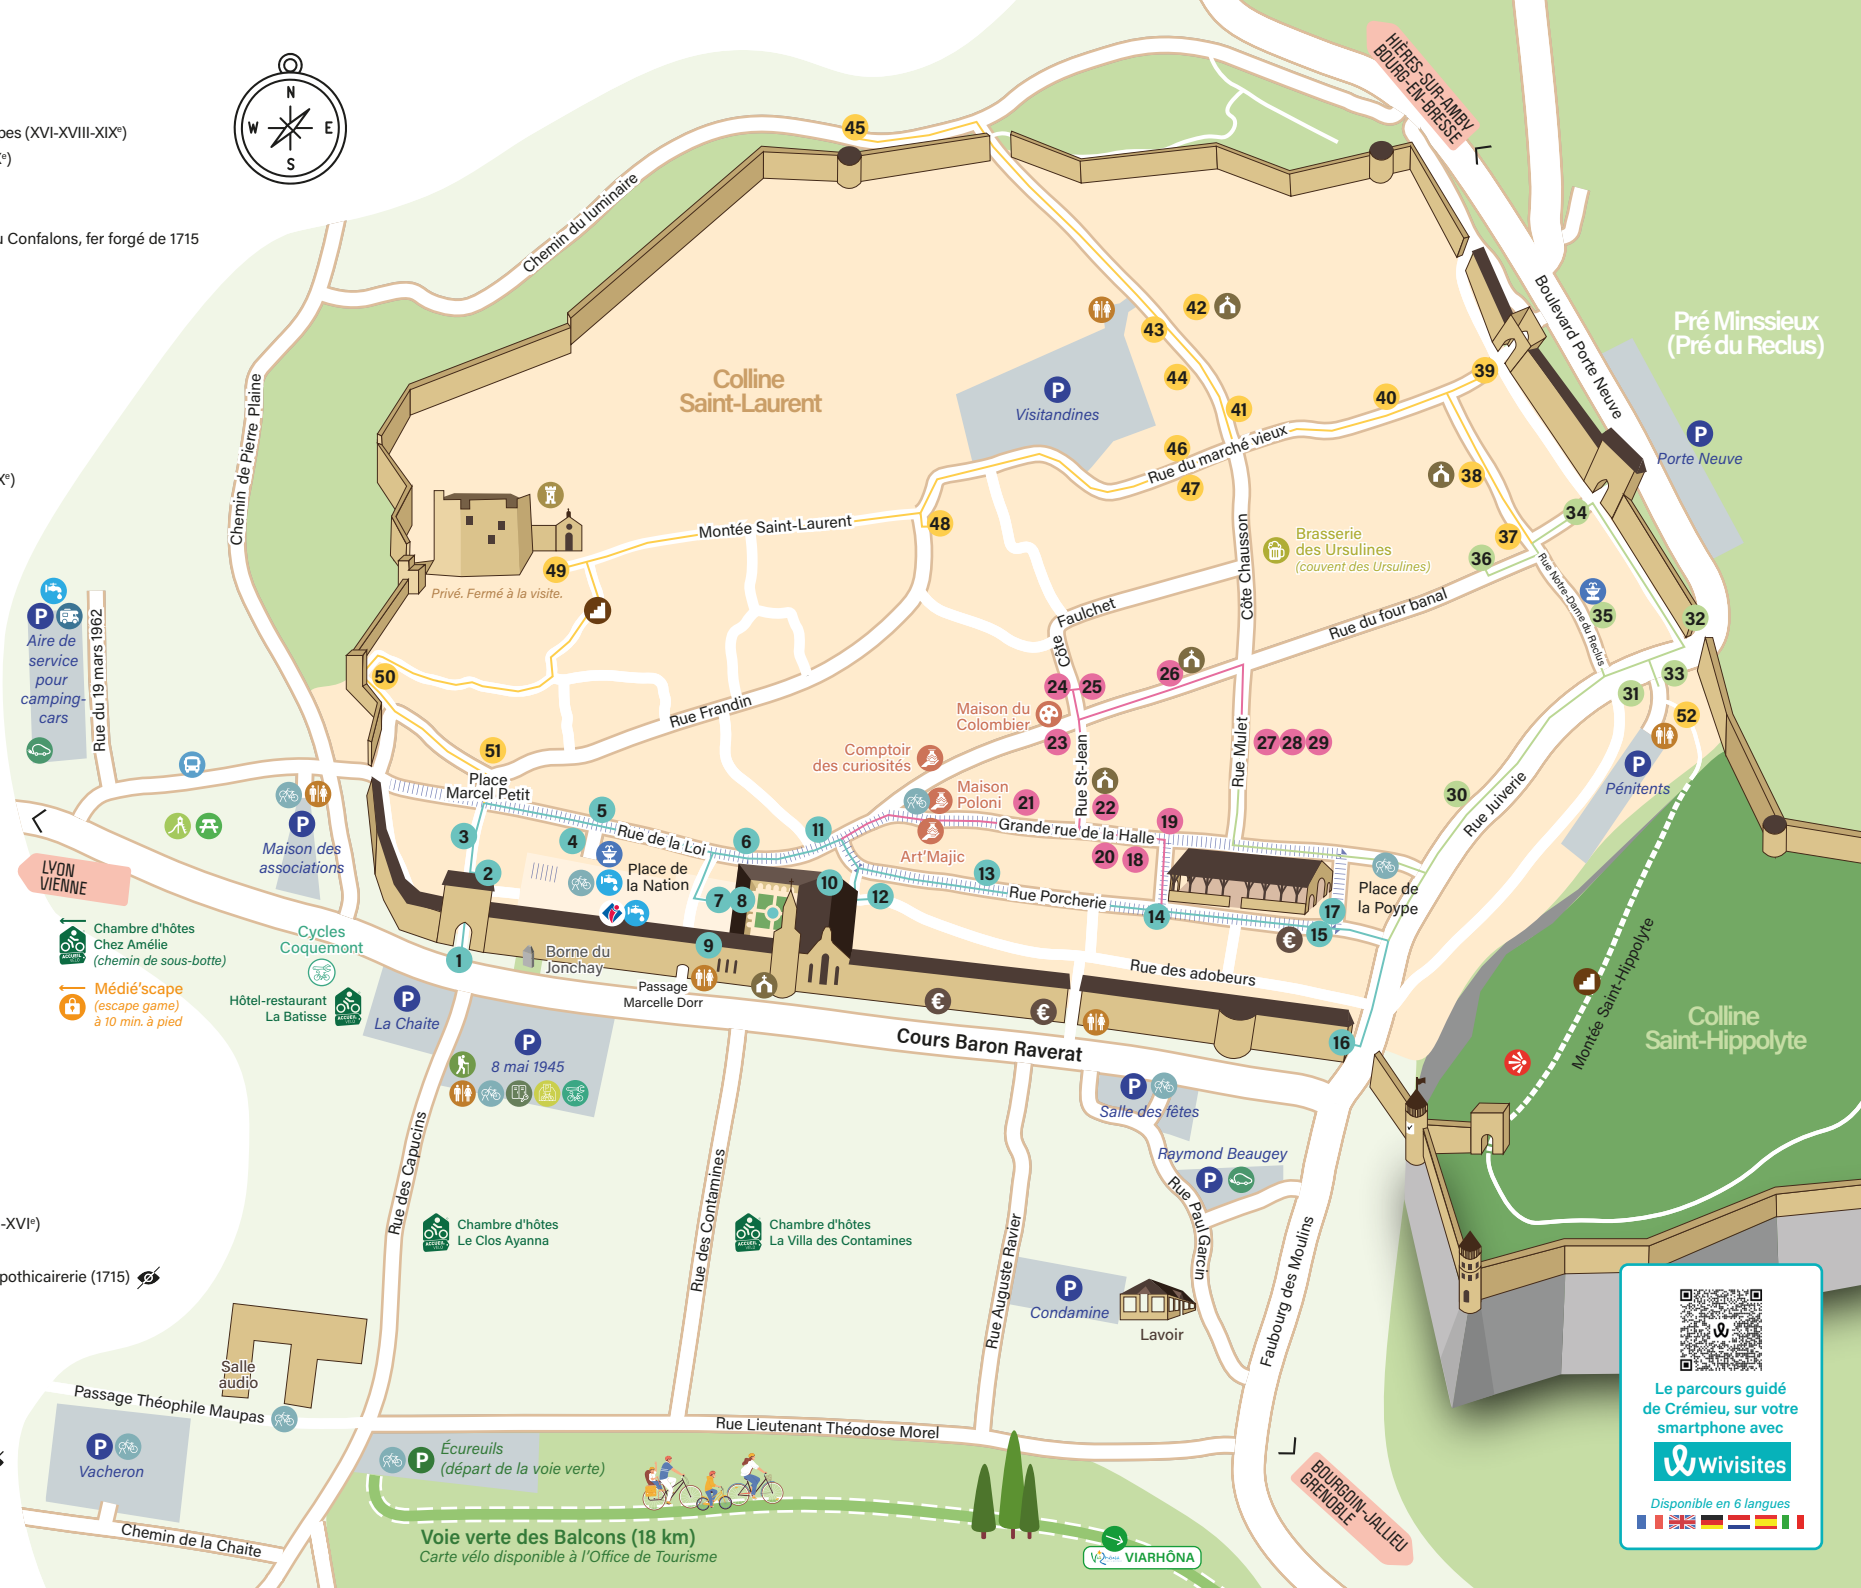 N
W
E
S
pes (XVI-XVIII-XIXe)
e)
u Confalons, fer forgé de 1715
Xe)
-XVIe)
pothicairerie (1715)
HIÈRES-SUR-AMBY
BOURG-EN-BRESSE
45
Chemin du luminaire
Boulevard Porte Neuve
Pré Minssieux
(Pré du Reclus)
42
43
44
41
39
40
Colline
Saint-Laurent
P
Visitandines
Chemin de Pierre Plaine
P
Porte Neuve
46
Rue du marché vieux
47
38
48
Montée Saint-Laurent
34
37
36
Brasserie
des Ursulines
(couvent des Ursulines)
Côte Chausson
49
Privé. Fermé à la visite.
Rue Notre-Dame du Reclus
35
32
Rue du four banal
Côte
Faulchet
P
Aire de
service
pour
camping-
cars
Rue du 19 mars 1962
50
24
25
26
33
31
52
Rue Frandin
Maison du
Colombier
23
Rue St-Jean
Rue Mulet
27
28
29
51
Place
Marcel Petit
Comptoir
des curiosités
Maison
Poloni
21
22
P
Pénitents
30
Rue Juiverie
P
Maison des
associations
3
5
4
Rue de la Loi
6
11
Grande rue de la Halle
19
Art'Majic
20
18
LYON
VIENNE
2
Place de
la Nation
7
8
10
12
13
Rue Porcherie
14
Place de
la Poype
17
€
15
Chambre d'hôtes
Chez Amélie
(chemin de sous-botte)
ACCUEIL
VÉLO
Cycles
Coquemont
1
Borne du
Jonchay
9
Passage
Marcelle Dorr
Rue des adobeurs
Montée Saint-Hippolyte
Médié'scape
(escape game)
à 10 min. à pied
Hôtel-restaurant
La Batisse
ACCUEIL
VÉLO
P
La Chaite
€
€
16
Colline
Saint-Hippolyte
Cours Baron Raverat
P
8 mai 1945
P
Salle des fêtes
Raymond Beaugey
P
Rue des Capucins
Rue des Contamines
Rue Auguste Ravier
Rue Paul Garcin
Faubourg des Moulins
Chambre d'hôtes
Le Clos Ayanna
ACCUEIL
VÉLO
Chambre d'hôtes
La Villa des Contamines
ACCUEIL
VÉLO
P
Condamine
Lavoir
Salle
audio
Passage Théophile Maupas
Rue Lieutenant Théodose Morel
P
Vacheron
P
Écureuils
(départ de la voie verte)
Chemin de la Chaite
Voie verte des Balcons (18 km)
Carte vélo disponible à l'Office de Tourisme
VIARHÔNA
BOURGOIN-JALLIEU
GRENOBLE
Le parcours guidé
de Crémieu, sur votre
smartphone avec
Wivisites
Disponible en 6 langues